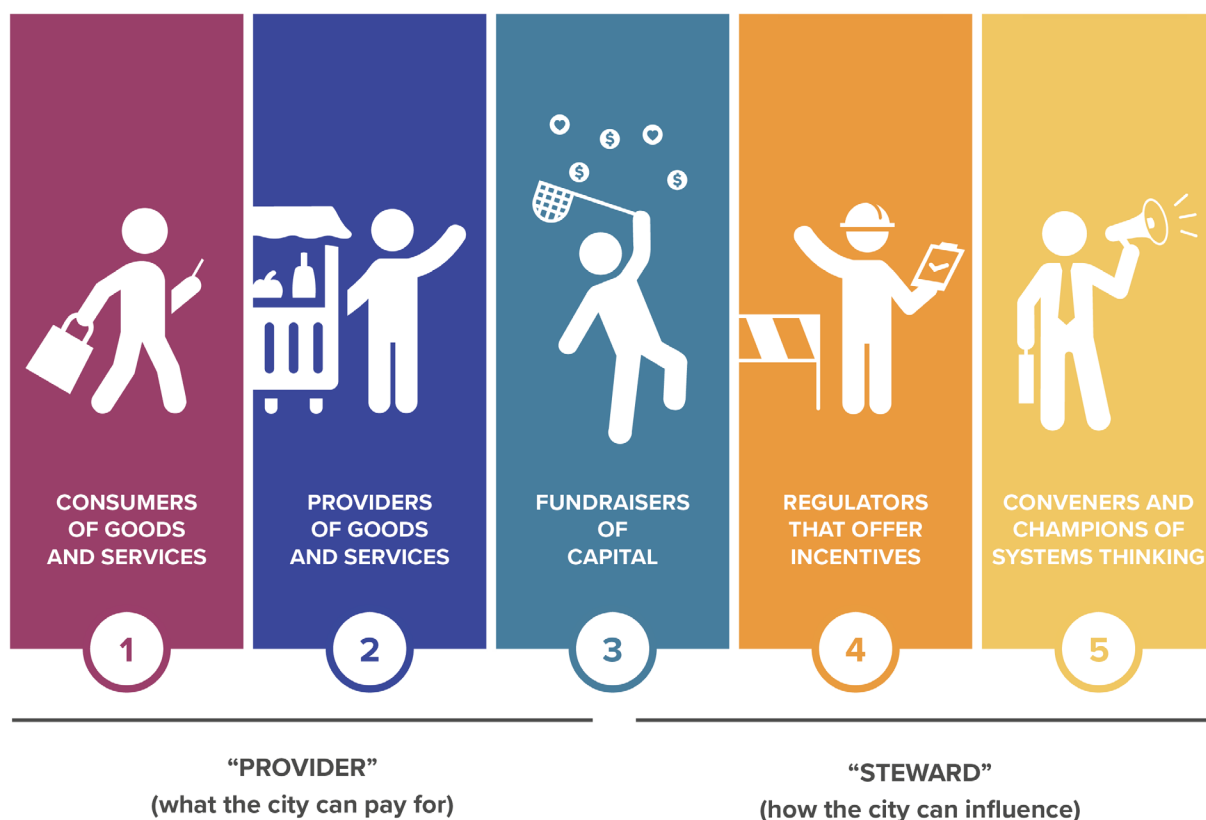 CONSUMERS
OF GOODS
AND SERVICES
1
PROVIDERS
OF GOODS
AND SERVICES
2
$
$
$
FUNDRAISERS
OF
CAPITAL
3
REGULATORS
THAT OFFER
INCENTIVES
4
CONVENERS AND
CHAMPIONS OF
SYSTEMS THINKING
5
“PROVIDER”
(what the city can pay for)
“STEWARD”
(how the city can influence)